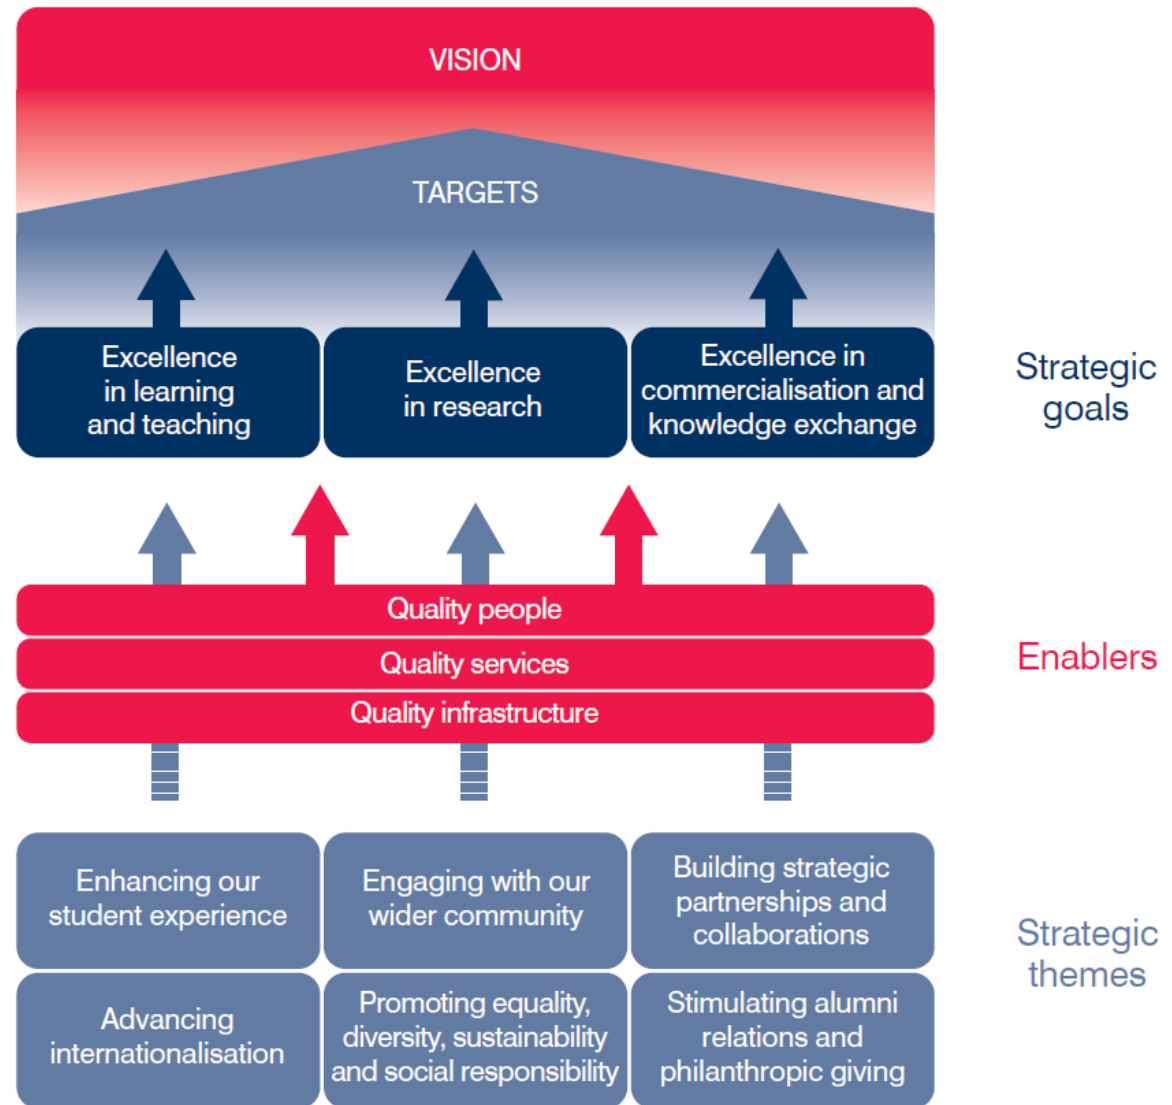 VISION
TARGETS
Excellence
in learning
and teaching
Excellence
in research
Excellence in
commercialisation and
knowledge exchange
Strategic
goals
Quality people
Quality services
Quality infrastructure
Enablers
Enhancing our
student experience
Engaging with our
wider community
Building strategic
partnerships and
collaborations
Strategic
themes
Advancing
internationalisation
Promoting equality,
diversity, sustainability
and social responsibility
Stimulating alumni
relations and
philanthropic giving